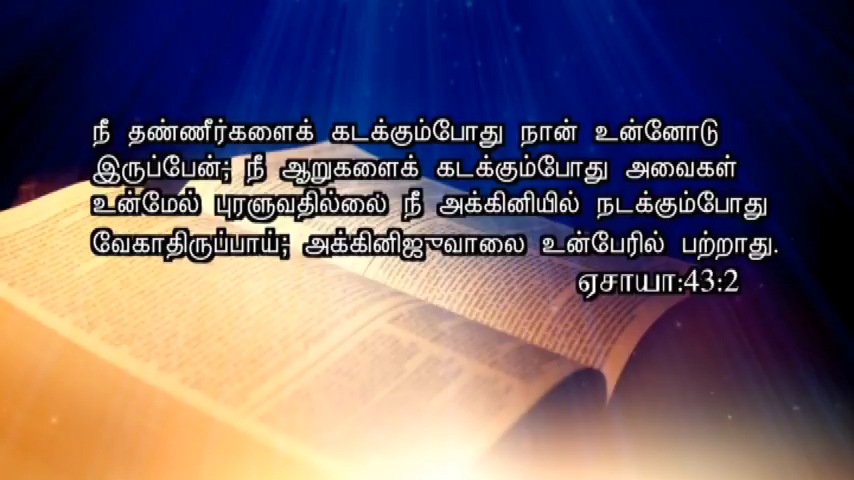 நீ தண்ணீர்களைக் கடக்கும்போது நான் உன்னோடு
இருப்பேன்; நீ ஆறுகளைக் கடக்கும்போது அவைகள்
உன்மேல் புரளுவதில்லை நீ அக்கினியில் நடக்கும்போது
வேகாதிருப்பாய்; அக்கினிஜுவாலை உன்பேரில் பற்றாது.
ஏசாயா:43:2